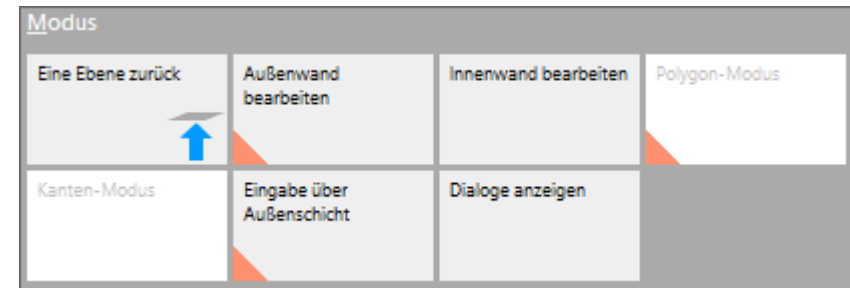 Modus
Eine Ebene zurück
Außenwand
bearbeiten
Innenwand bearbeiten
Polygon-Modus
Kanten-Modus
Eingabe über
Außenschicht
Dialoge anzeigen